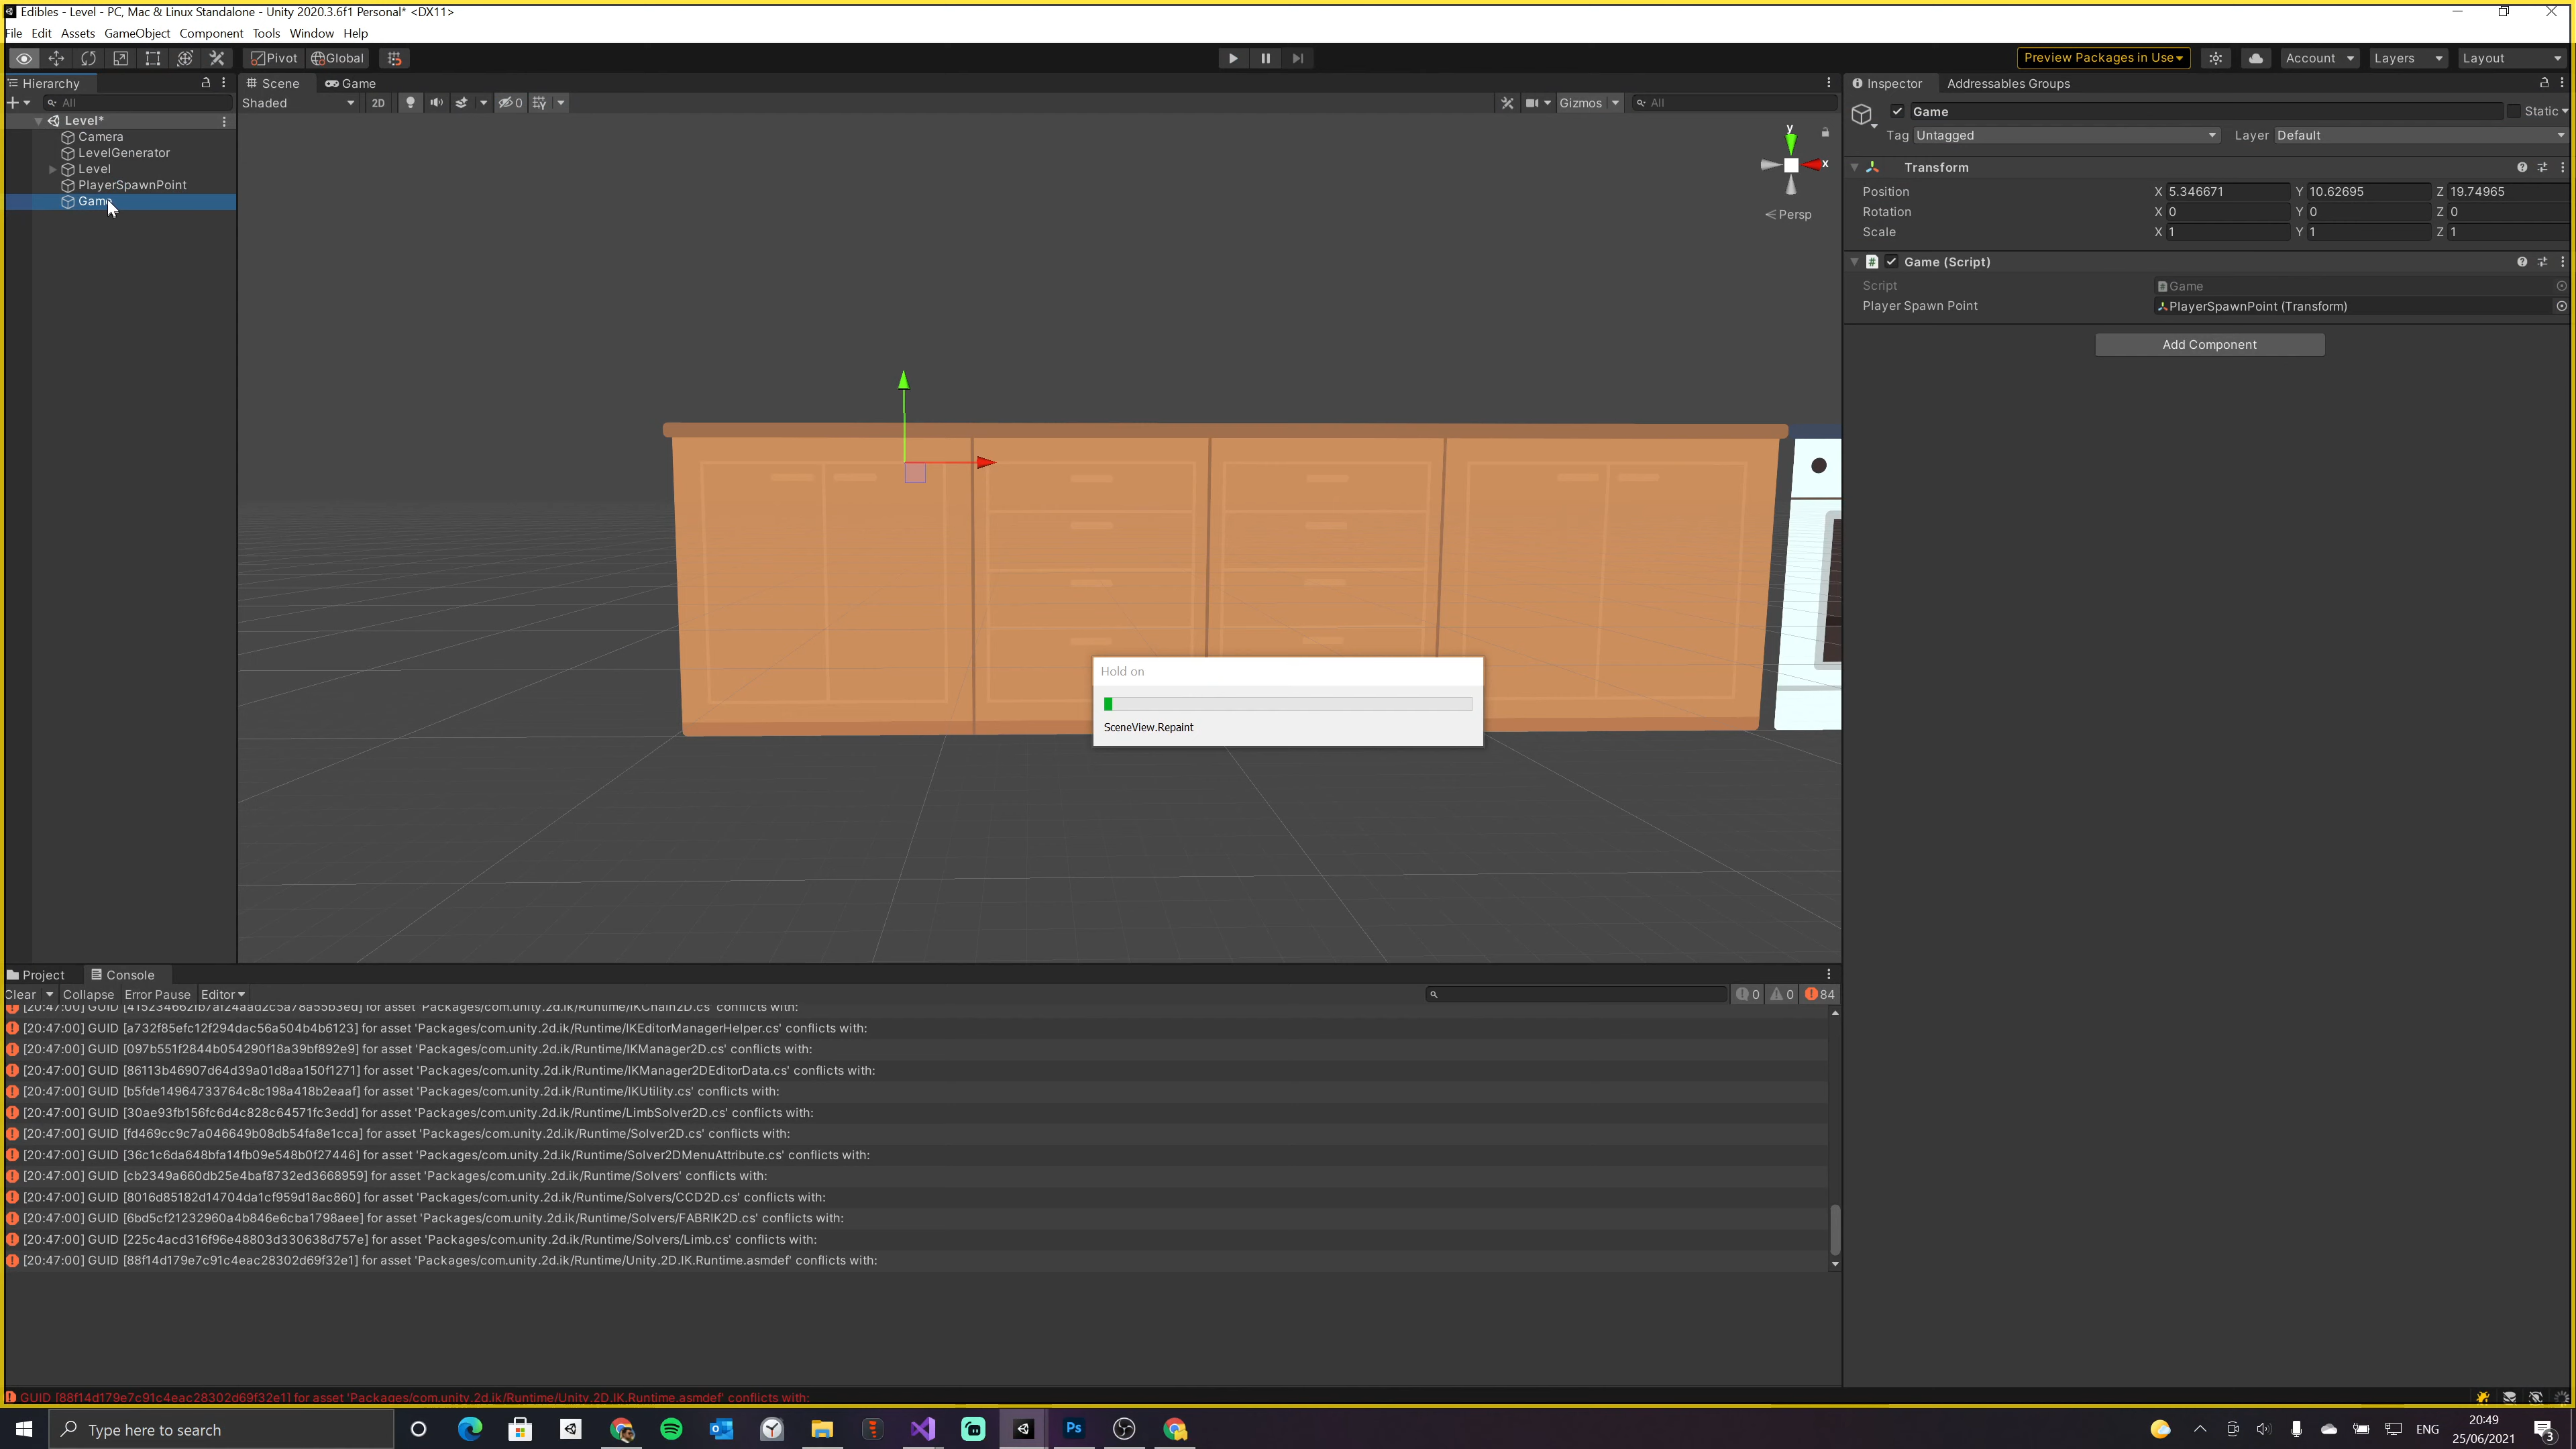 Edibles - Level - PC, Mac & Linux Standalone - Unity 2020.3.6f1 Personal* <DX11>
File Edit Assets GameObject Component Tools Window Help
Pivot Global Preview Packages in Use Account Layers Layout
Hierarchy Scene Game Inspector Addressables Groups
All Shaded 2D 0 Gizmos All
Game Static
Tag Untagged Layer Default
Level*
Camera
LevelGenerator
Level
PlayerSpawnPoint
Game
y
x
Persp
Transform
Position X 5.346671 Y 10.62695 Z 19.74965
Rotation X 0 Y 0 Z 0
Scale X 1 Y 1 Z 1
Game (Script)
Script Game
Player Spawn Point PlayerSpawnPoint (Transform)
Add Component
Hold on
SceneView.Repaint
Project Console
Clear Collapse Error Pause Editor 0 0 84
[20:47:00] GUID [a732f85efc12f294dac56a504b4b6123] for asset 'Packages/com.unity.2d.ik/Runtime/IKEditorManagerHelper.cs' conflicts with:
[20:47:00] GUID [097b551f2844b054290f18a39bf892e9] for asset 'Packages/com.unity.2d.ik/Runtime/IKManager2D.cs' conflicts with:
[20:47:00] GUID [86113b46907d64d39a01d8aa150f1271] for asset 'Packages/com.unity.2d.ik/Runtime/IKManager2DEditorData.cs' conflicts with:
[20:47:00] GUID [b5fde14964733764c8c198a418b2eaaf] for asset 'Packages/com.unity.2d.ik/Runtime/IKUtility.cs' conflicts with:
[20:47:00] GUID [30ae93fb156fc6d4c828c64571fc3edd] for asset 'Packages/com.unity.2d.ik/Runtime/LimbSolver2D.cs' conflicts with:
[20:47:00] GUID [fd469cc9c7a046649b08db54fa8e1cca] for asset 'Packages/com.unity.2d.ik/Runtime/Solver2D.cs' conflicts with:
[20:47:00] GUID [36c1c6da648bfa14fb09e548b0f27446] for asset 'Packages/com.unity.2d.ik/Runtime/Solver2DMenuAttribute.cs' conflicts with:
[20:47:00] GUID [cb2349a660db25e4baf8732ed3668959] for asset 'Packages/com.unity.2d.ik/Runtime/Solvers' conflicts with:
[20:47:00] GUID [8016d85182d14704da1cf959d18ac860] for asset 'Packages/com.unity.2d.ik/Runtime/Solvers/CCD2D.cs' conflicts with:
[20:47:00] GUID [6bd5cf21232960a4b846e6cba1798aee] for asset 'Packages/com.unity.2d.ik/Runtime/Solvers/FABRIK2D.cs' conflicts with:
[20:47:00] GUID [225c4acd316f96e48803d330638d757e] for asset 'Packages/com.unity.2d.ik/Runtime/Solvers/Limb.cs' conflicts with:
[20:47:00] GUID [88f14d179e7c91c4eac28302d69f32e1] for asset 'Packages/com.unity.2d.ik/Runtime/Unity.2D.IK.Runtime.asmdef' conflicts with:
GUID [88f14d179e7c91c4eac28302d69f32e1] for asset 'Packages/com.unity.2d.ik/Runtime/Unity.2D.IK.Runtime.asmdef' conflicts with:
Type here to search Ps ENG 20:49
25/06/2021 3